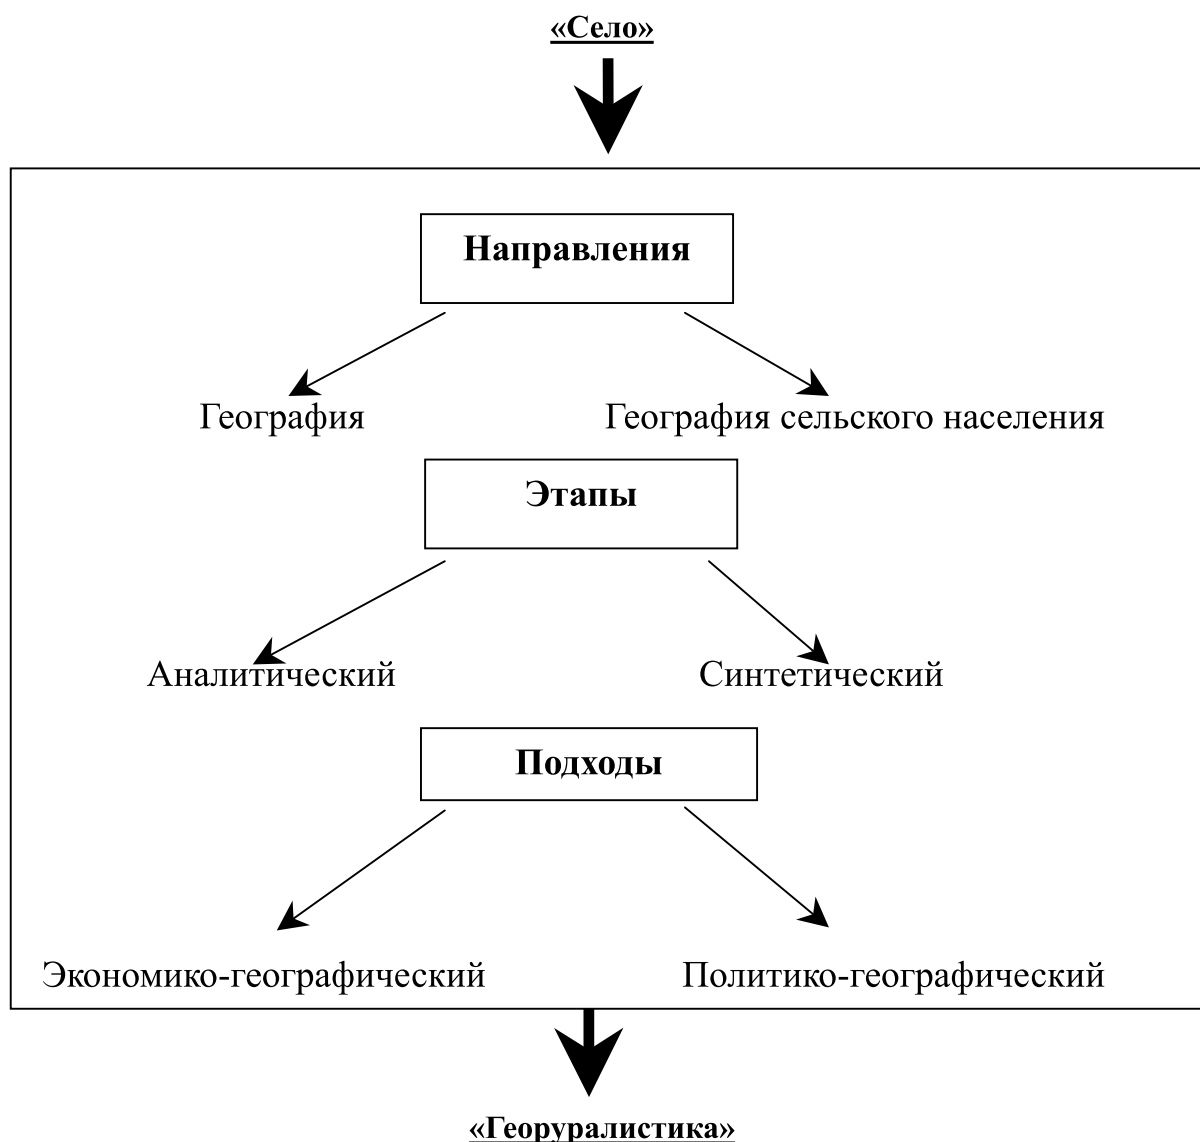 «Село»
Направления
География
География сельского населения
Этапы
Аналитический
Синтетический
Подходы
Экономико-географический
Политико-географический
«Георуралистика»